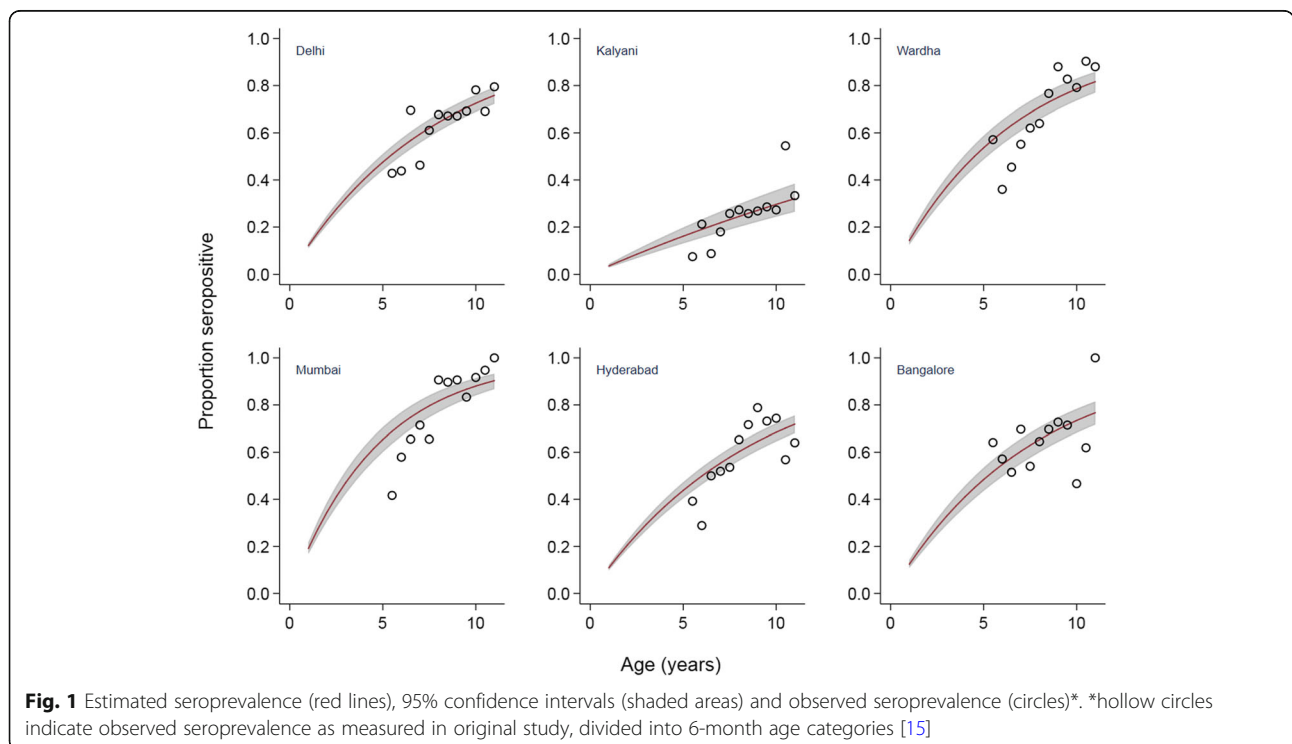 Proportion seropositive
Delhi
1.0
0.8
0.6
0.4
0.2
0.0
0 5 10
Kalyani
1.0
0.8
0.6
0.4
0.2
0.0
0 5 10
Wardha
1.0
0.8
0.6
0.4
0.2
0.0
0 5 10
Mumbai
1.0
0.8
0.6
0.4
0.2
0.0
0 5 10
Hyderabad
1.0
0.8
0.6
0.4
0.2
0.0
0 5 10
Bangalore
1.0
0.8
0.6
0.4
0.2
0.0
0 5 10
Age (years)
Fig. 1 Estimated seroprevalence (red lines), 95% confidence intervals (shaded areas) and observed seroprevalence (circles)*. *hollow circles
indicate observed seroprevalence as measured in original study, divided into 6-month age categories [15]